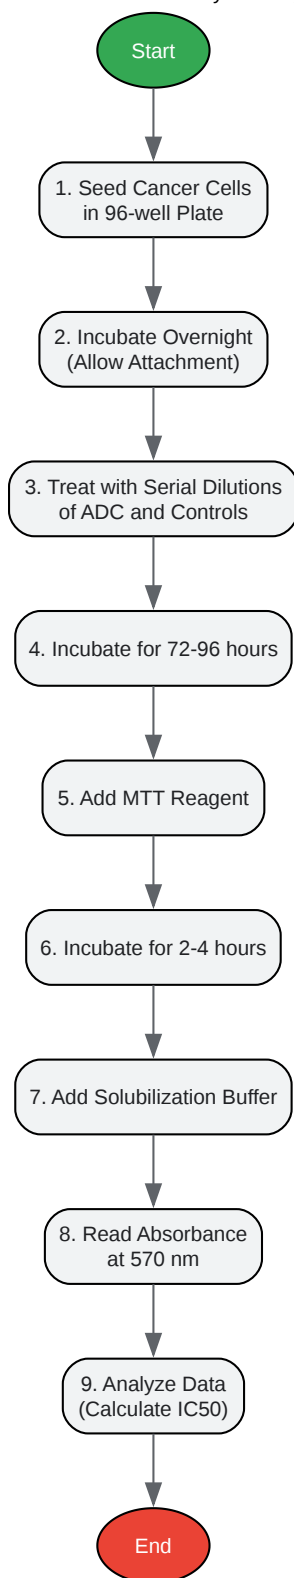 Start
1. Seed Cancer Cells
in 96-well Plate
2. Incubate Overnight
(Allow Attachment)
3. Treat with Serial Dilutions
of ADC and Controls
4. Incubate for 72-96 hours
5. Add MTT Reagent
6. Incubate for 2-4 hours
7. Add Solubilization Buffer
8. Read Absorbance
at 570 nm
9. Analyze Data
(Calculate IC50)
End